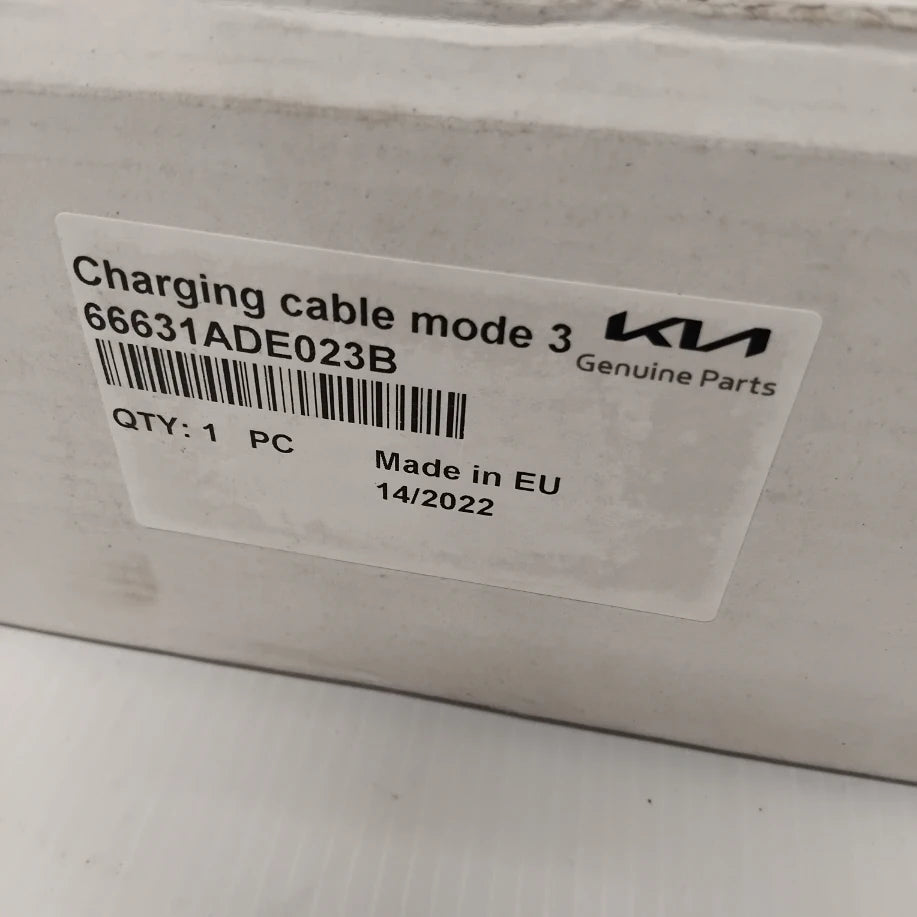 Charging cable mode 3
66631ADE023B
KIA
Genuine Parts
QTY: 1 PC
Made in EU
14/2022